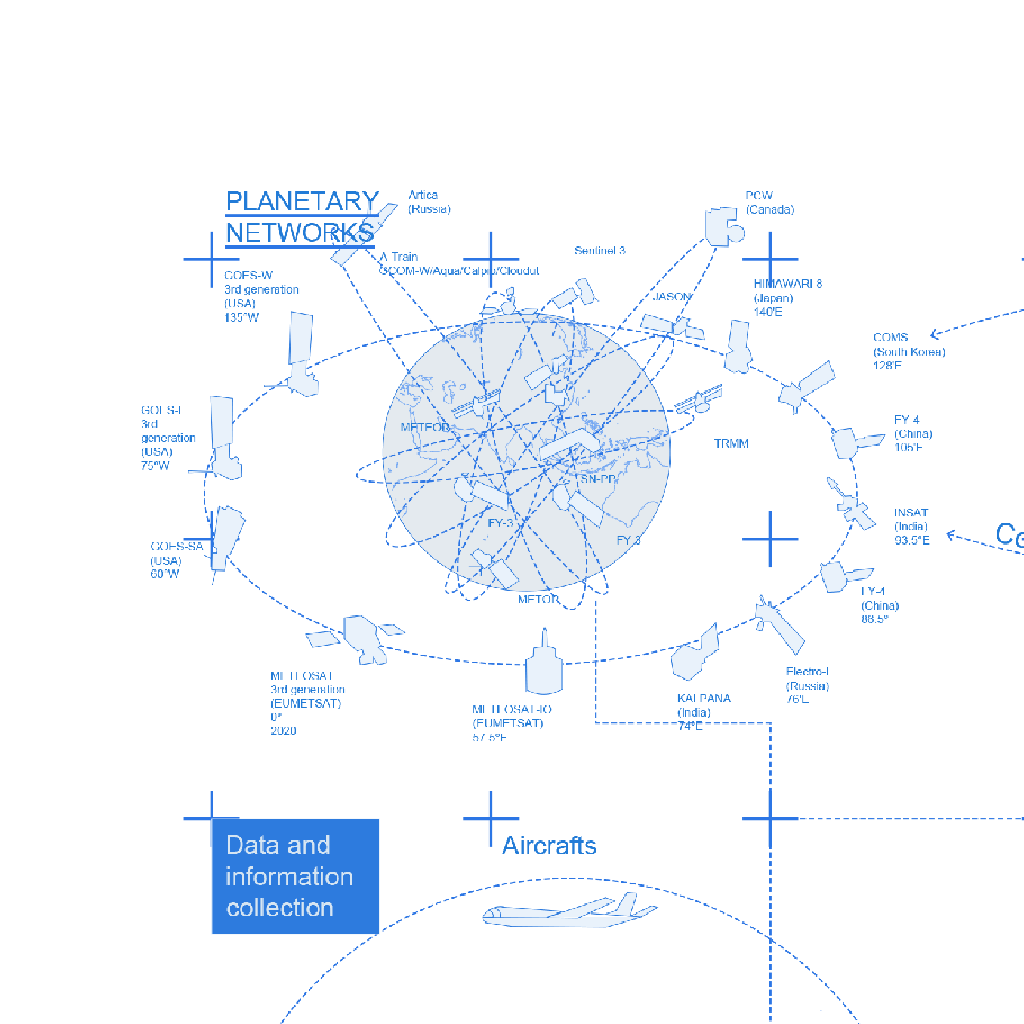 PLANETARY
NETWORKS
Artica
(Russia)
PCW
(Canada)
A-Train
GCOM-W/Aqua/Calpio/Cloudut
Sentinel 3
GOES-W
3rd generation
(USA)
135°W
JASON
HIMAWARI 8
(Japan)
140°E
COMS
(South Korea)
128°E
GOES-E
3rd
generation
(USA)
75°W
METEOR
TRMM
FY-4
(China)
105°E
SN-PP
FY-3
FY-3
INSAT
(India)
93.5°E
GOES-SA
(USA)
60°W
METOP
FY-4
(China)
86.5°
METEOSAT
3rd generation
(EUMETSAT)
0°
2020
METEOSAT-IO
(EUMETSAT)
57.5°E
KALPANA
(India)
74°E
Electro-L
(Russia)
76°E
Data and
information
collection
Aircrafts